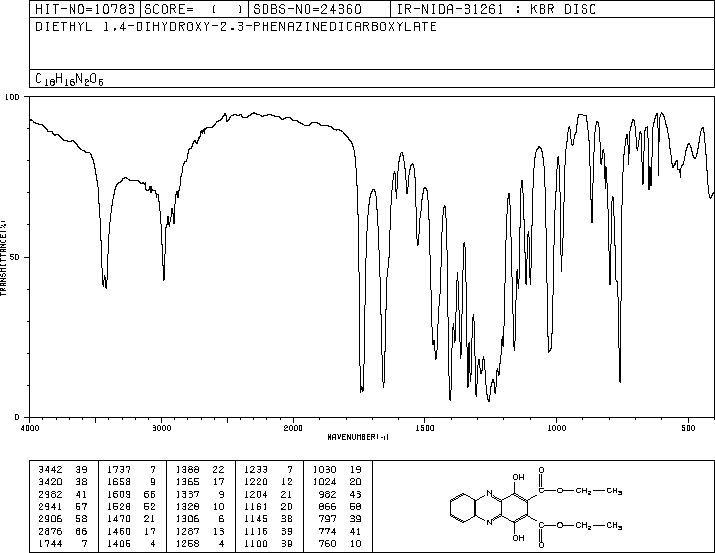 HIT-NO=10783 SCORE= ( ) SDBS-NO=24360 IR-NIDA-31261 : KBR DISC
DIETHYL 1,4-DIHYDROXY-2,3-PHENAZINEDICARBOXYLATE
C18H16N2O6
100
TRANSMITTANCE(%)
50
0
4000 3000 2000 1500 1000 500
WAVENUMBER(-1)
3442 39 1737 7 1388 22 1233 7 1030 19
3420 38 1658 9 1365 17 1220 12 1024 20
2982 41 1609 66 1337 9 1204 21 982 43
2941 57 1528 52 1328 10 1161 20 866 58
2906 58 1470 21 1306 6 1145 38 797 39
2876 66 1460 17 1287 13 1116 39 774 41
1744 7 1405 4 1258 4 1100 39 760 10
OH O
N O—CH2—CH3
N O—CH2—CH3
OH O